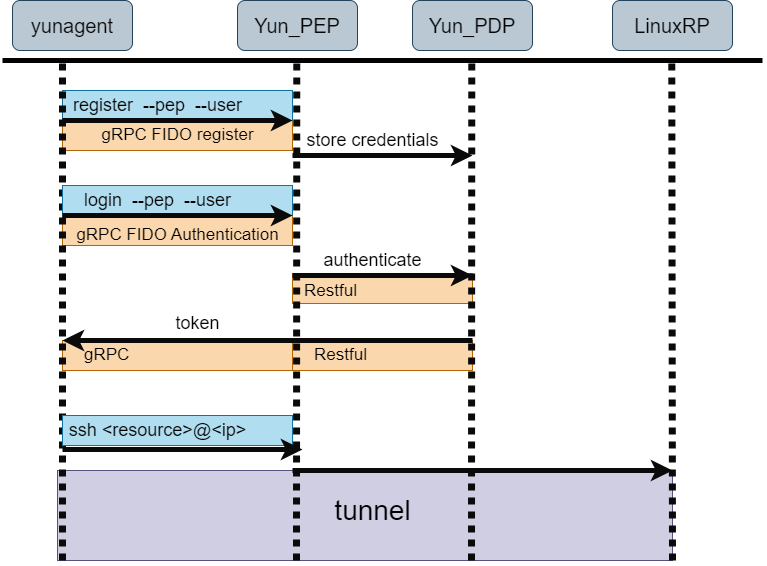 yunagent
Yun_PEP
Yun_PDP
LinuxRP
register --pep --user
gRPC FIDO register
store credentials
login --pep --user
gRPC FIDO Authentication
authenticate
Restful
token
gRPC
Restful
ssh <resource>@<ip>
tunnel